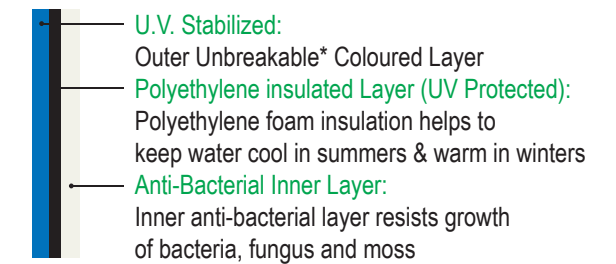 U.V. Stabilized:
Outer Unbreakable* Coloured Layer
Polyethylene insulated Layer (UV Protected):
Polyethylene foam insulation helps to
keep water cool in summers & warm in winters
Anti-Bacterial Inner Layer:
Inner anti-bacterial layer resists growth
of bacteria, fungus and moss